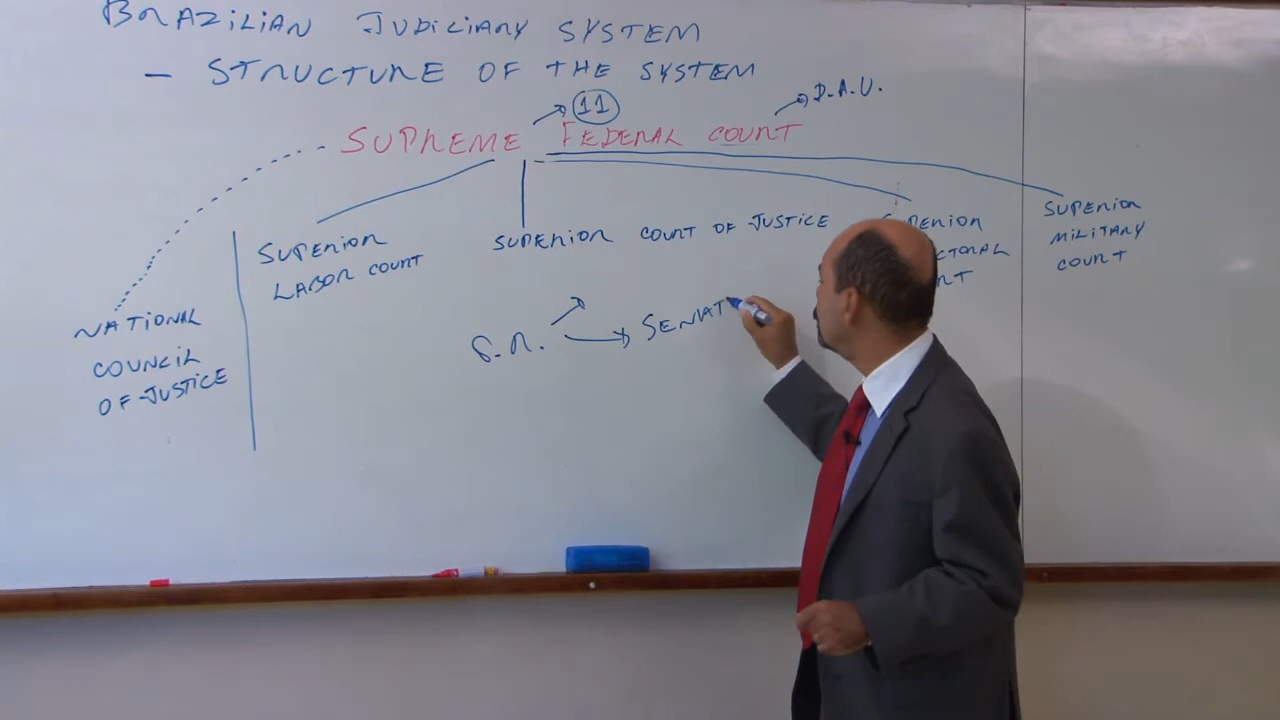 BRAZILIAN JUDICIARY SYSTEM
- STRUCTURE OF THE SYSTEM
11
D.A.U.
SUPREME FEDERAL COURT
SUPERIOR
LABOR COURT
SUPERIOR COURT OF JUSTICE
SUPERIOR
MILITARY
COURT
NATIONAL
COUNCIL
OF JUSTICE
SENAT